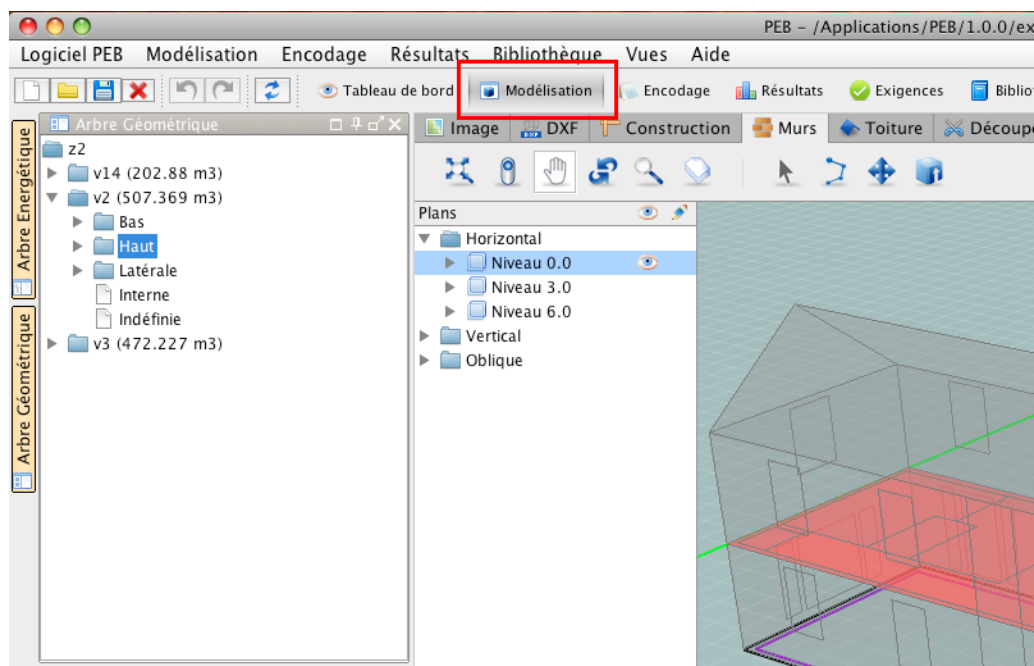 PEB - /Applications/PEB/1.0.0/ex
Logiciel PEB Modélisation Encodage Résultats Bibliothèque Vues Aide
Tableau de bord Modélisation Encodage Résultats Exigences Biblio
Arbre Énergétique
Arbre Géométrique
Arbre Géométrique
z2
v14 (202.88 m3)
v2 (507.369 m3)
Bas
Haut
Latérale
Interne
Indéfinie
v3 (472.227 m3)
Image DXF Construction Murs Toiture Découpe
Plans
Horizontal
Niveau 0.0
Niveau 3.0
Niveau 6.0
Vertical
Oblique